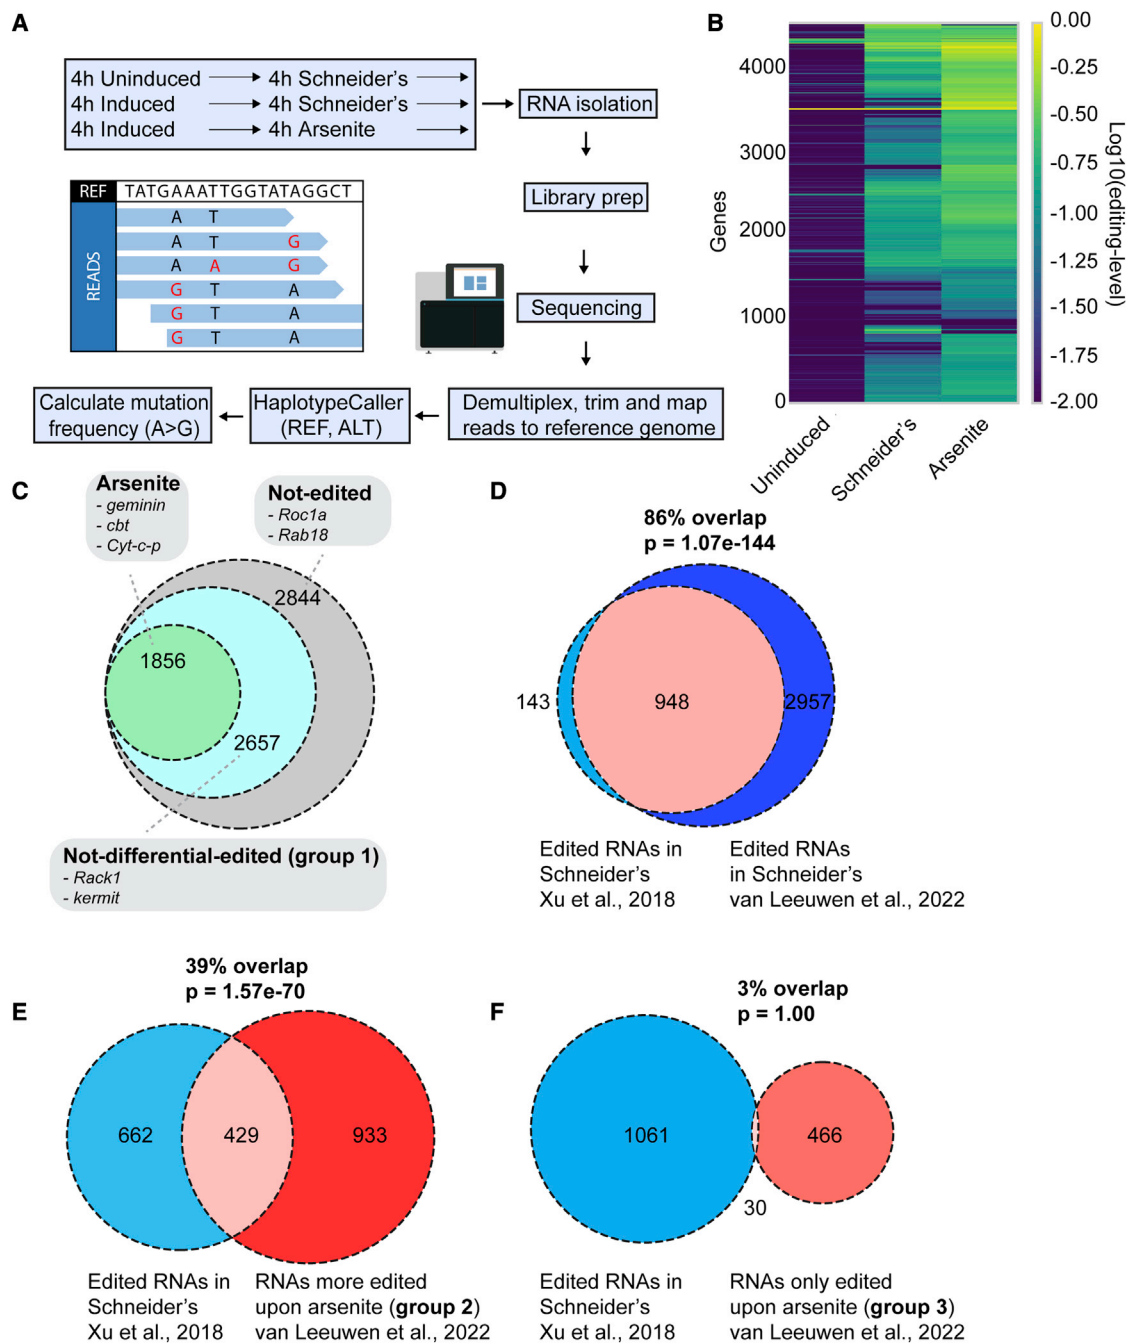 A
4h Uninduced
4h Schneider's
4h Induced
4h Schneider's
4h Induced
4h Arsenite
RNA isolation
Library prep
Sequencing
Demultiplex, trim and map
reads to reference genome
HaplotypeCaller
(REF, ALT)
Calculate mutation
frequency (A>G)
REF
TATGAAATTGGTATAGGCT
READS
A T
A T G
A A G
G T A
G T A
G T A
B
Genes
4000
3000
2000
1000
0
Uninduced
Schneider's
Arsenite
0.00
-0.25
-0.50
-0.75
-1.00
-1.25
-1.50
-1.75
-2.00
Log10(editing-level)
C
Arsenite
- geminin
- cbt
- Cyt-c-p
Not-edited
- Roc1a
- Rab18
2844
1856
2657
Not-differential-edited (group 1)
- Rack1
- kermit
D
86% overlap
p = 1.07e-144
143
948
2957
Edited RNAs in
Schneider's
Xu et al., 2018
Edited RNAs
in Schneider's
van Leeuwen et al., 2022
E
39% overlap
p = 1.57e-70
662
429
933
Edited RNAs in
Schneider's
Xu et al., 2018
RNAs more edited
upon arsenite (group 2)
van Leeuwen et al., 2022
F
3% overlap
p = 1.00
1061
466
30
Edited RNAs in
Schneider's
Xu et al., 2018
RNAs only edited
upon arsenite (group 3)
van Leeuwen et al., 2022